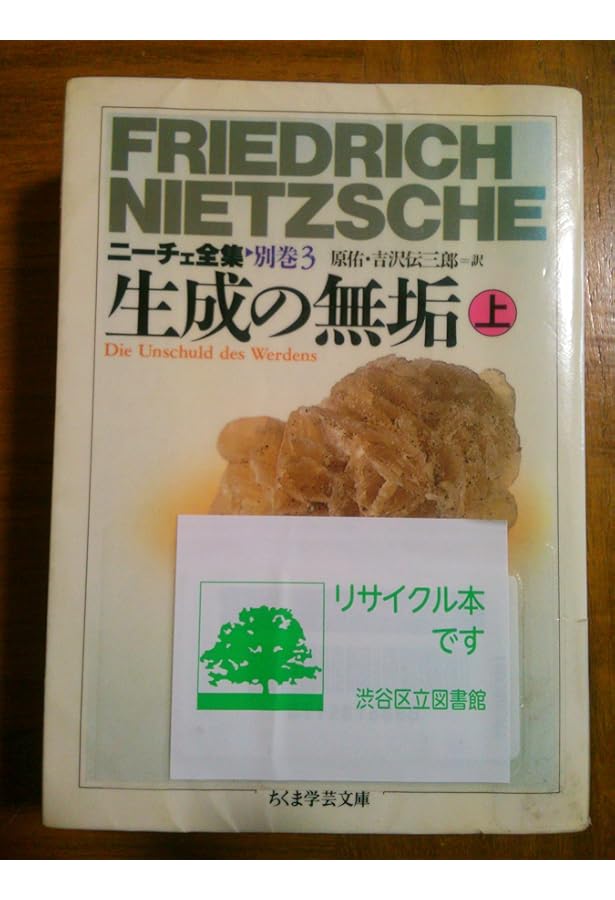 FRIEDRICH
NIETZSCHE
ニーチェ全集▶別巻3 原佑・吉沢伝三郎＝訳
生成の無垢 上
Die Unschuld des Werdens
リサイクル本
です
渋谷区立図書館
ちくま学芸文庫